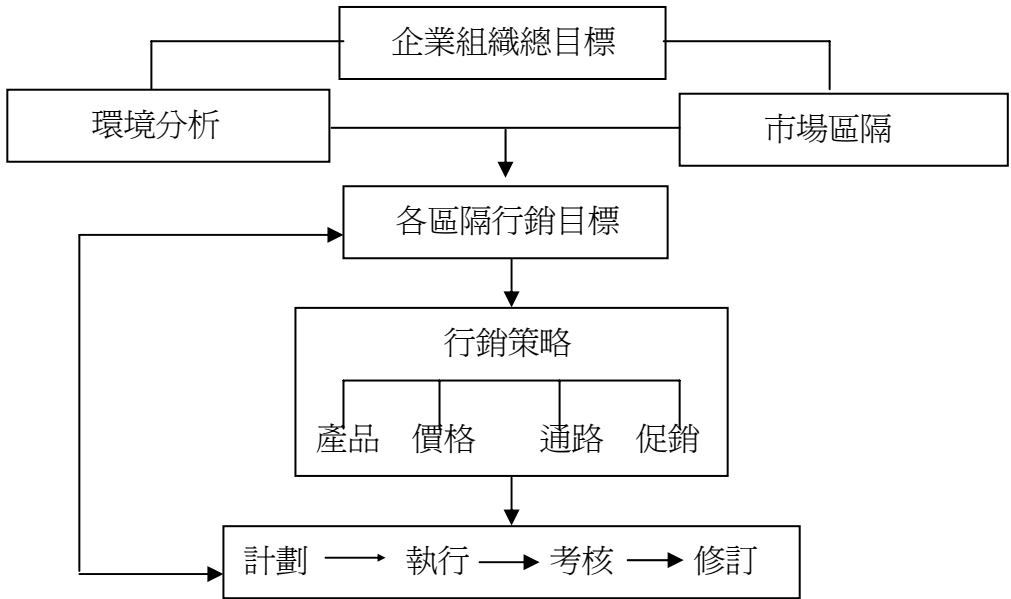 企業組織總目標
環境分析
市場區隔
各區隔行銷目標
行銷策略
產品 價格 通路 促銷
計劃 執行 考核 修訂